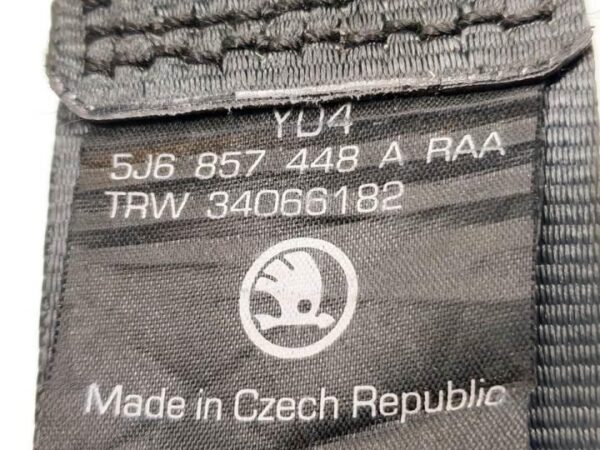 YD4
5J6 857 448 A RAA
TRW 34066182
Made in Czech Republic